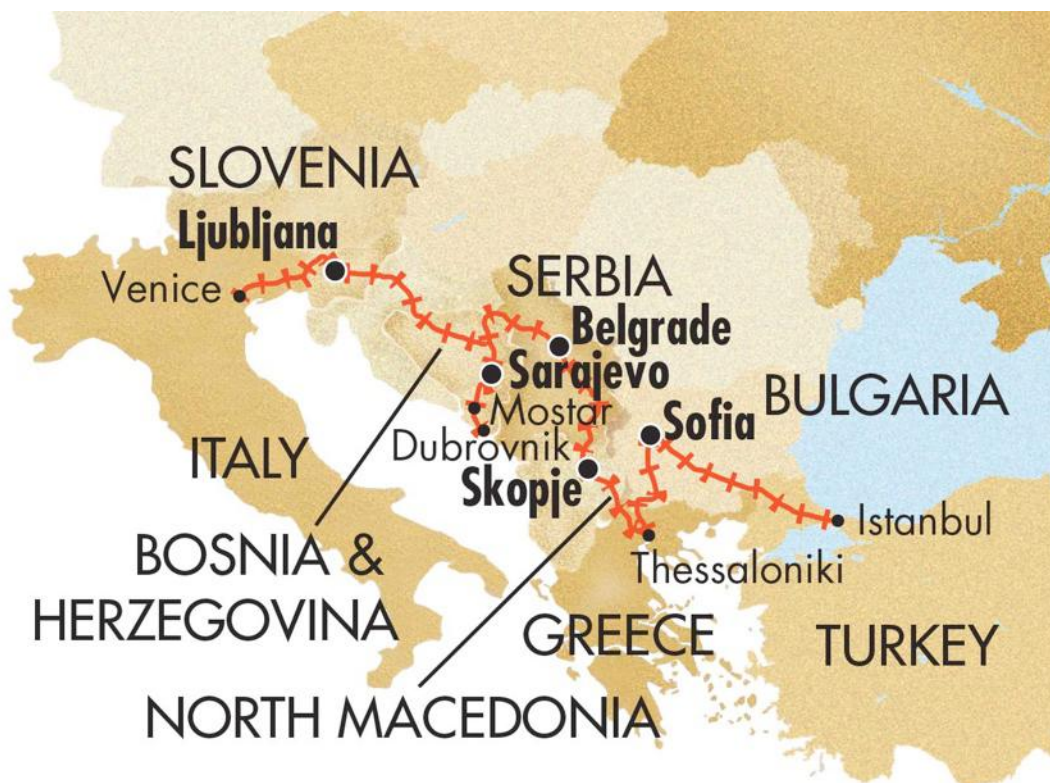 SLOVENIA
Ljubljana
Venice
SERBIA
Belgrade
Sarajevo
Mostar
Dubrovnik
BULGARIA
Sofia
ITALY
Skopje
Istanbul
BOSNIA &
HERZEGOVINA
Thessaloniki
GREECE
TURKEY
NORTH MACEDONIA